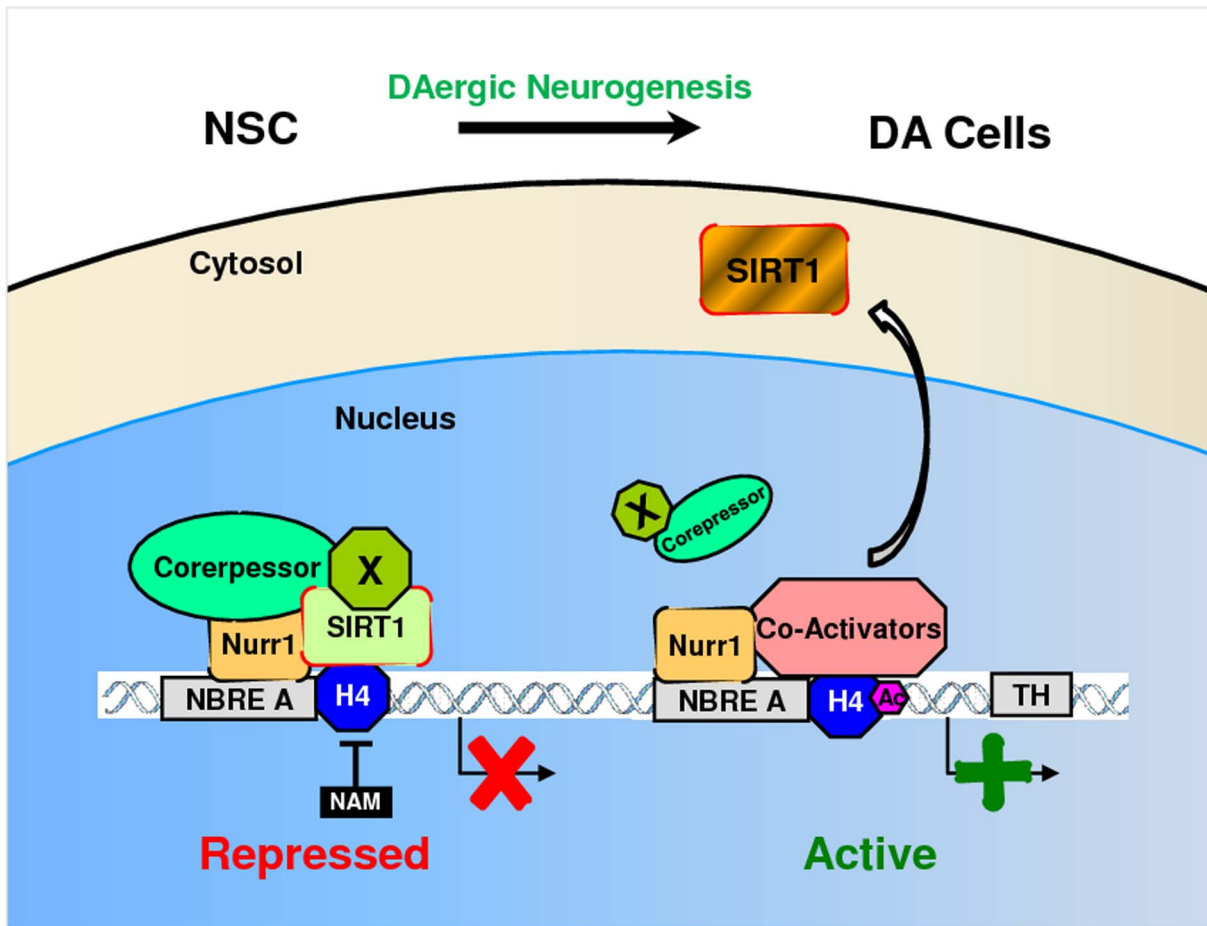 DAergic Neurogenesis
NSC
DA Cells
SIRT1
Cytosol
Nucleus
X
Corepressor
Corerpessor
X
SIRT1
Nurr1
Nurr1
Co-Activators
NBRE A
H4
NBRE A
H4
Ac
TH
NAM
Repressed
Active